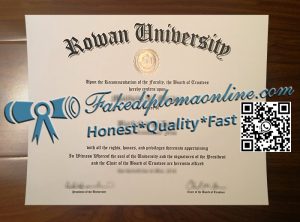 Rowan University
Upon the Recommendation of the Faculty, the Board of Trustees
hereby confers upon
Fakediplomaonline.com
Honest*Quality*Fast
with all the rights, honors, and privileges decreases appertaining
In Witness Whereof the seal of the University and the signatures of the President
and the Chair of the Board of Trustees are hereunto affixed